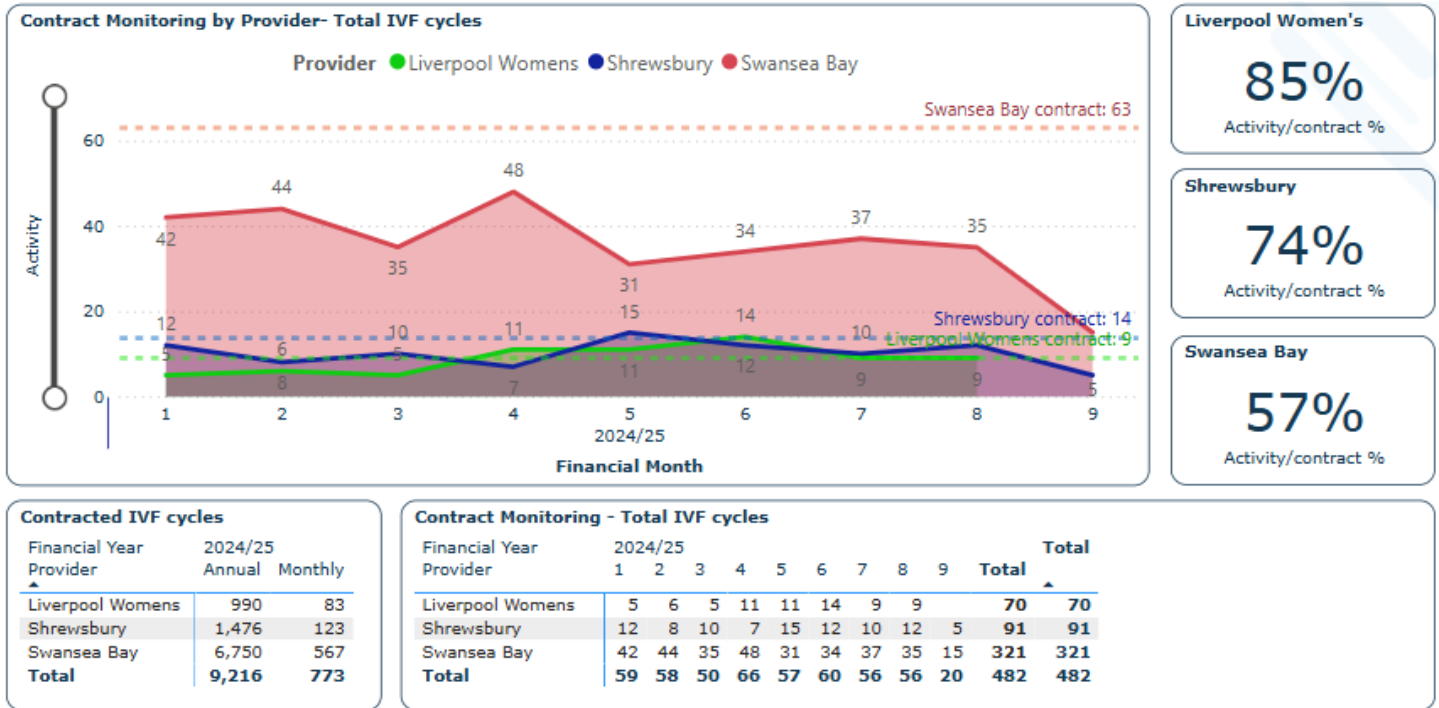 Contract Monitoring by Provider- Total IVF cycles
Provider Liverpool Womens Shrewsbury Swansea Bay
Swansea Bay contract: 63
60
48
44
42
40
37
35
34
35
35
31
Activity
20
15
14
12
11
10
10
Shrewsbury contract: 14
Liverpool Womens contract: 9
5
6
5
8
7
11
12
9
9
5
0
1 2 3 4 5 6 7 8 9
2024/25
Financial Month
Liverpool Women's
85%
Activity/contract %
Shrewsbury
74%
Activity/contract %
Swansea Bay
57%
Activity/contract %
Contracted IVF cycles
Financial Year 2024/25
Provider Annual Monthly
Liverpool Womens 990 83
Shrewsbury 1,476 123
Swansea Bay 6,750 567
Total 9,216 773
Contract Monitoring - Total IVF cycles
Financial Year 2024/25 Total
Provider 1 2 3 4 5 6 7 8 9 Total
Liverpool Womens 5 6 5 11 11 14 9 9 70 70
Shrewsbury 12 8 10 7 15 12 10 12 5 91 91
Swansea Bay 42 44 35 48 31 34 37 35 15 321 321
Total 59 58 50 66 57 60 56 56 20 482 482